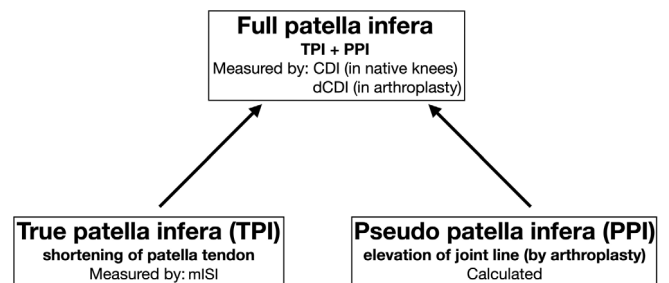 Full patella infera
TPI + PPI
Measured by: CDI (in native knees)
dCDI (in arthroplasty)
True patella infera (TPI)
shortening of patella tendon
Measured by: mISI
Pseudo patella infera (PPI)
elevation of joint line (by arthroplasty)
Calculated